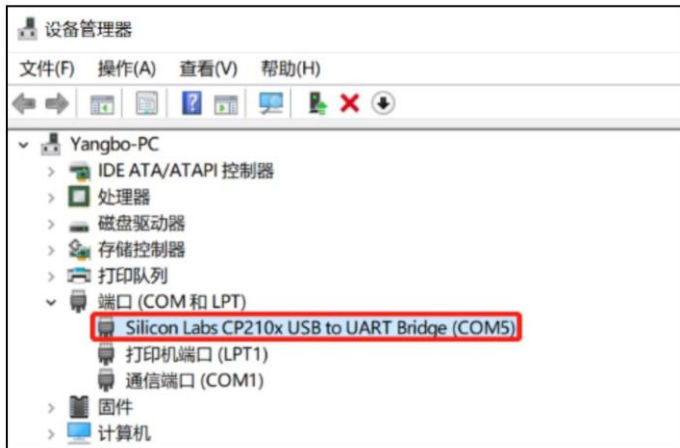 设备管理器
文件(F) 操作(A) 查看(V) 帮助(H)
Yangbo-PC
IDE ATA/ATAPI 控制器
处理器
磁盘驱动器
存储控制器
打印队列
端口 (COM 和 LPT)
Silicon Labs CP210x USB to UART Bridge (COM5)
打印机端口 (LPT1)
通信端口 (COM1)
固件
计算机